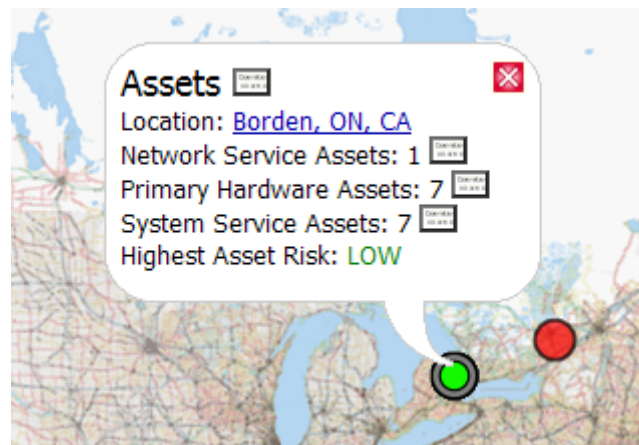 Assets
Location: Borden, ON, CA
Network Service Assets: 1
Primary Hardware Assets: 7
System Service Assets: 7
Highest Asset Risk: LOW